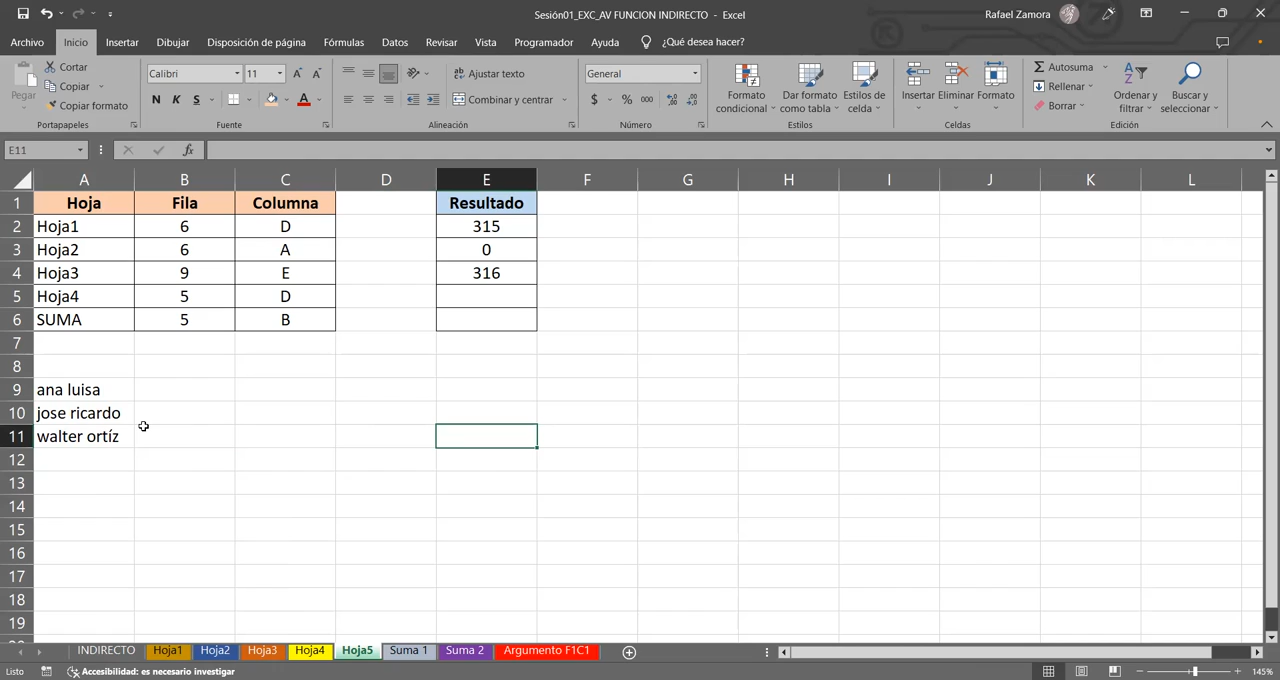 Sesión01_EXC_AV FUNCION INDIRECTO - Excel
Rafael Zamora
Archivo Inicio Insertar Dibujar Disposición de página Fórmulas Datos Revisar Vista Programador Ayuda ¿Qué desea hacer?
Pegar
Cortar
Copiar
Copiar formato
Portapapeles
Calibri 11
N K S
Fuente
Ajustar texto
Combinar y centrar
Alineación
General
$ % 000
Número
Formato condicional
Dar formato como tabla
Estilos de celda
Estilos
Insertar Eliminar Formato
Celdas
Autosuma
Rellenar
Borrar
Ordenar y filtrar
Buscar y seleccionar
Edición
E11 fx
A B C D E F G H I J K L
1 Hoja Fila Columna Resultado
2 Hoja1 6 D 315
3 Hoja2 6 A 0
4 Hoja3 9 E 316
5 Hoja4 5 D
6 SUMA 5 B
7
8
9 ana luisa
10 jose ricardo
11 walter ortíz
12
13
14
15
16
17
18
19
INDIRECTO Hoja1 Hoja2 Hoja3 Hoja4 Hoja5 Suma 1 Suma 2 Argumento F1C1
Listo Accesibilidad: es necesario investigar 145%